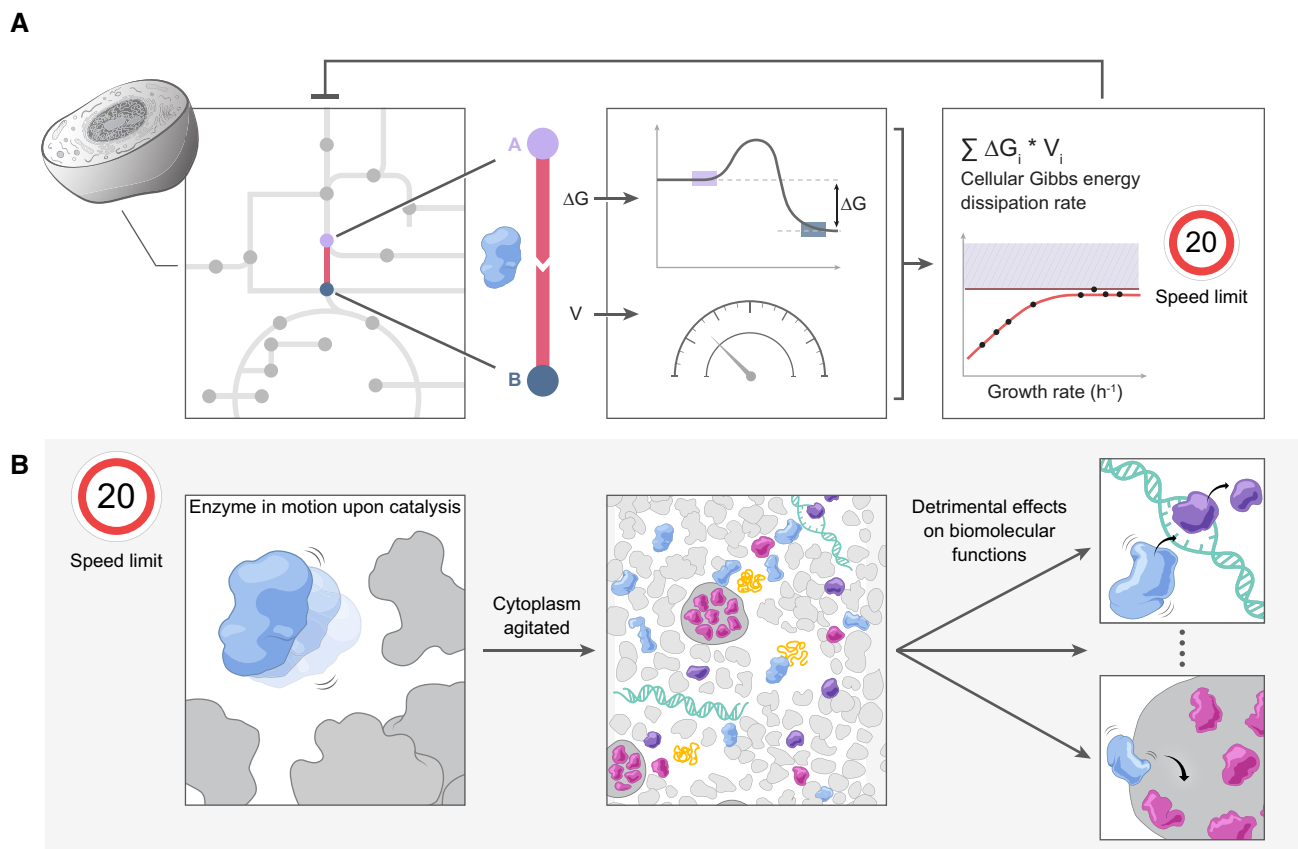 A
A
B
ΔG
V
ΔG
∑ ΔGi * Vi
Cellular Gibbs energy
dissipation rate
20
Speed limit
Growth rate (h-1)
B
20
Speed limit
Enzyme in motion upon catalysis
Cytoplasm
agitated
Detrimental effects
on biomolecular
functions